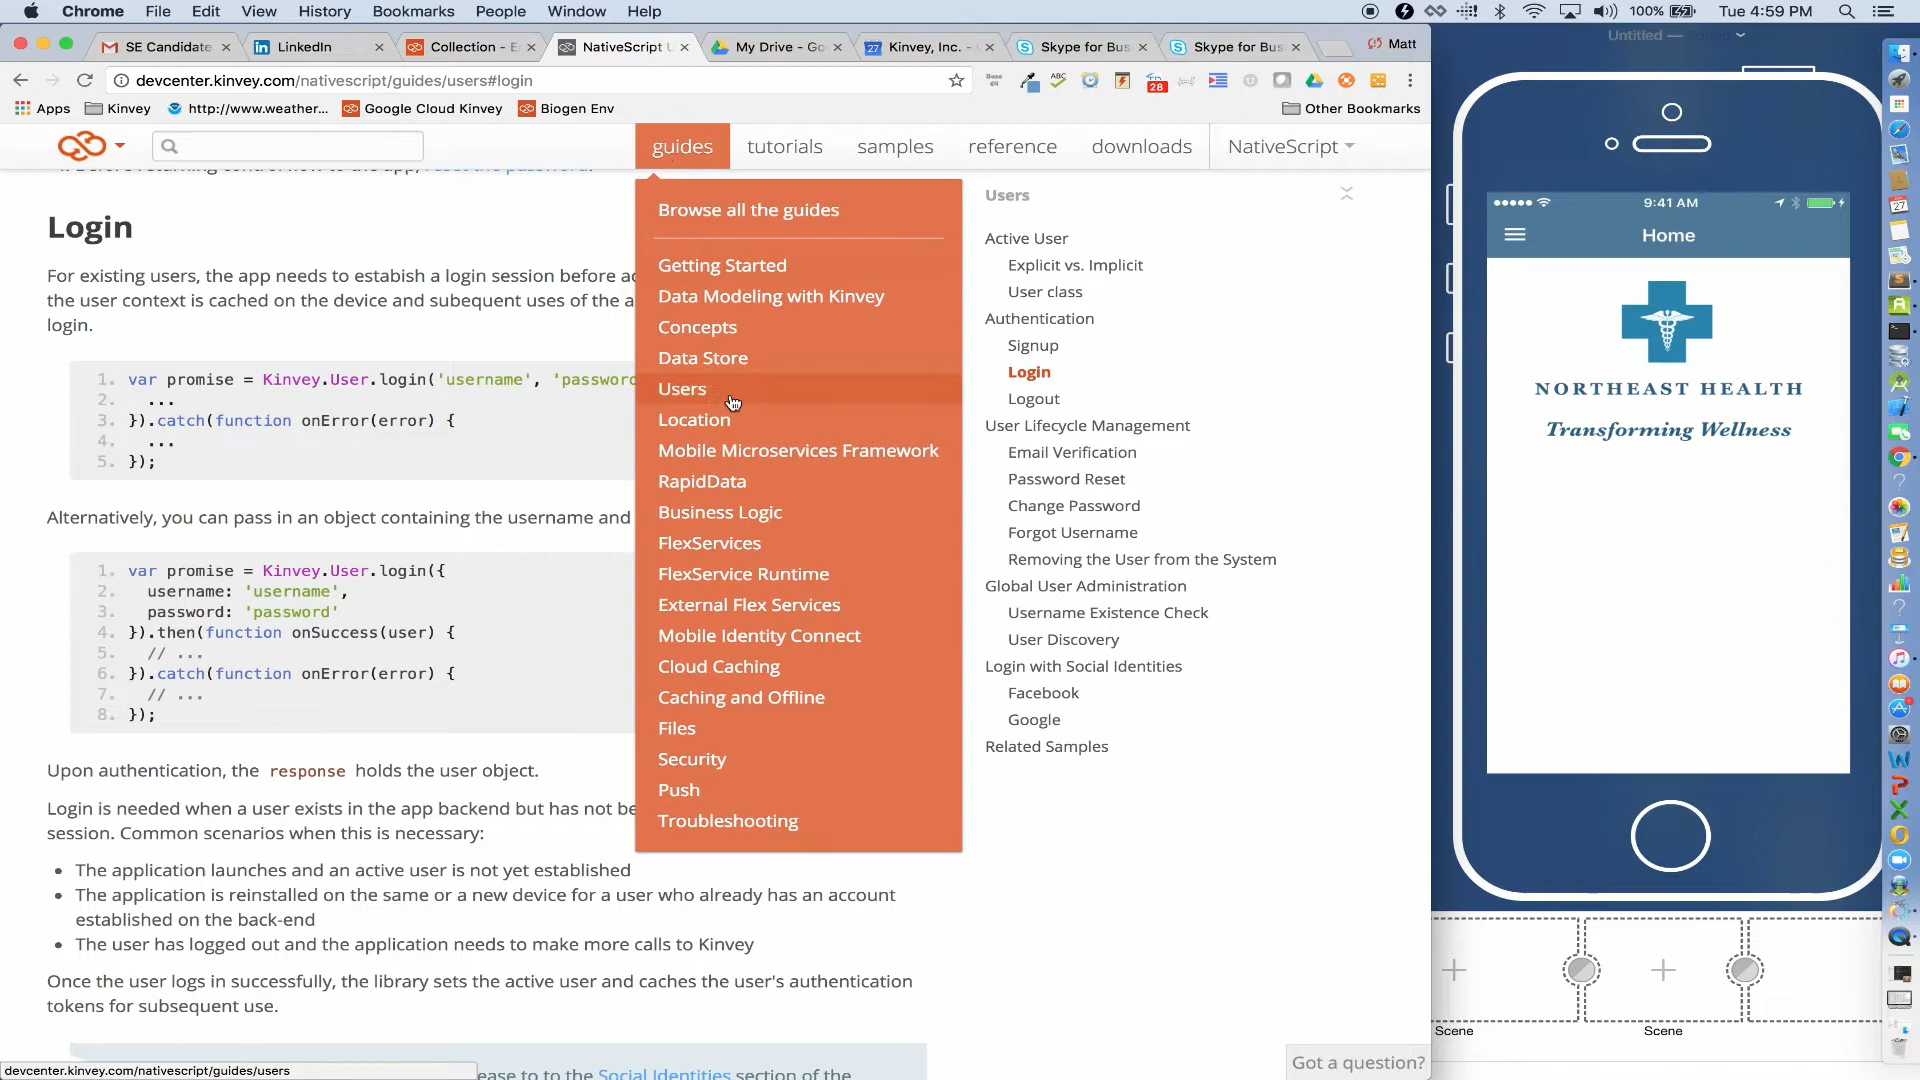 Chrome File Edit View History Bookmarks People Window Help 100% Tue 4:59 PM
SE Candidate LinkedIn Collection - E NativeScript U My Drive - Go 27 Kinvey, Inc. - Skype for Bus Skype for Bus Matt
Untitled —
devcenter.kinvey.com/nativescript/guides/users#login
Apps Kinvey http://www.weather... Google Cloud Kinvey Biogen Env Other Bookmarks
guides tutorials samples reference downloads NativeScript
Login
For existing users, the app needs to estabish a login session before ac
the user context is cached on the device and subequent uses of the a
login.
1. var promise = Kinvey.User.login('username', 'password
2. ...
3. }).catch(function onError(error) {
4. ...
5. });
Alternatively, you can pass in an object containing the username and
1. var promise = Kinvey.User.login({
2. username: 'username',
3. password: 'password'
4. }).then(function onSuccess(user) {
5. // ...
6. }).catch(function onError(error) {
7. // ...
8. });
Upon authentication, the response holds the user object.
Login is needed when a user exists in the app backend but has not be
session. Common scenarios when this is necessary:
• The application launches and an active user is not yet established
• The application is reinstalled on the same or a new device for a user who already has an account
established on the back-end
• The user has logged out and the application needs to make more calls to Kinvey
Once the user logs in successfully, the library sets the active user and caches the user's authentication
tokens for subsequent use.
ease to to the Social Identities section of the
devcenter.kinvey.com/nativescript/guides/users
Browse all the guides
Getting Started
Data Modeling with Kinvey
Concepts
Data Store
Users
Location
Mobile Microservices Framework
RapidData
Business Logic
FlexServices
FlexService Runtime
External Flex Services
Mobile Identity Connect
Cloud Caching
Caching and Offline
Files
Security
Push
Troubleshooting
Users
Active User
Explicit vs. Implicit
User class
Authentication
Signup
Login
Logout
User Lifecycle Management
Email Verification
Password Reset
Change Password
Forgot Username
Removing the User from the System
Global User Administration
Username Existence Check
User Discovery
Login with Social Identities
Facebook
Google
Related Samples
Got a question?
9:41 AM
Home
NORTHEAST HEALTH
Transforming Wellness
Scene Scene